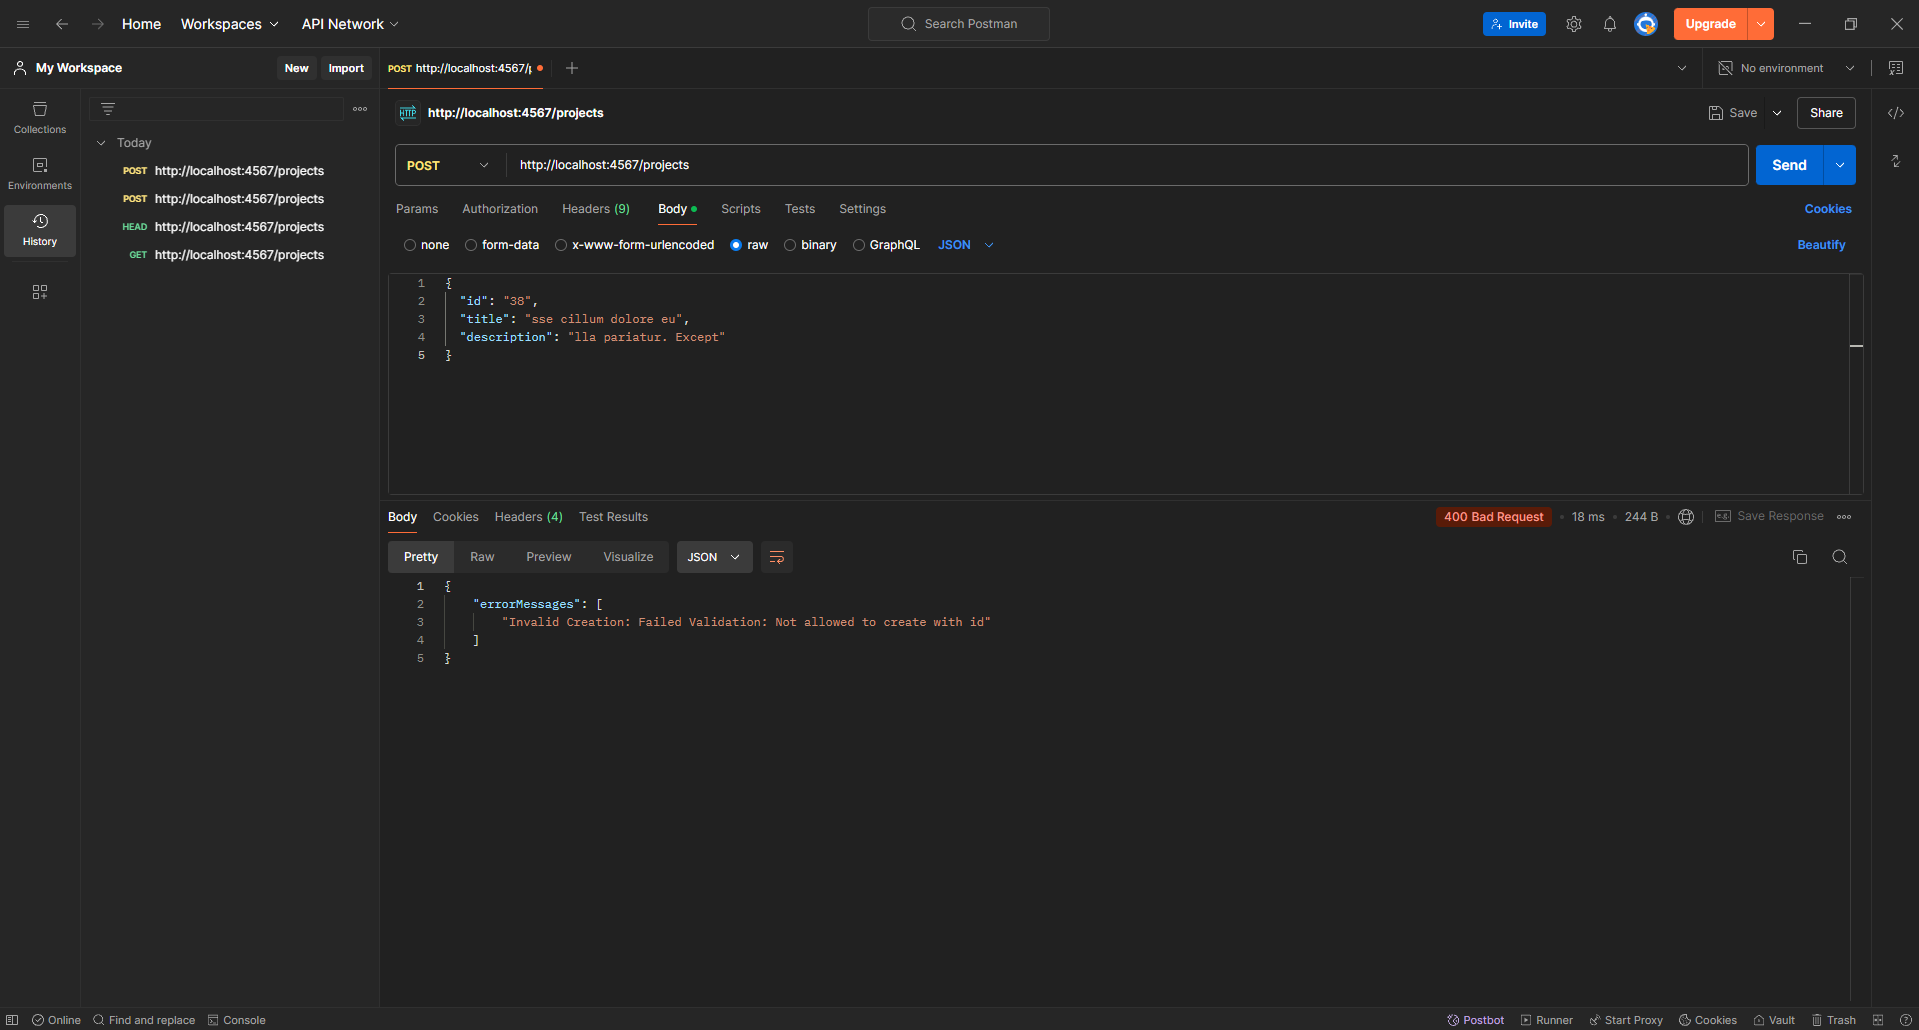 Home Workspaces API Network Search Postman Invite Upgrade
My Workspace New Import POST http://localhost:4567/p No environment
Collections
Environments
History
Today
POST http://localhost:4567/projects
POST http://localhost:4567/projects
HEAD http://localhost:4567/projects
GET http://localhost:4567/projects
HTTP http://localhost:4567/projects Save Share
POST http://localhost:4567/projects Send
Params Authorization Headers (9) Body Scripts Tests Settings Cookies
none form-data x-www-form-urlencoded raw binary GraphQL JSON Beautify
1 {
2 "id": "38",
3 "title": "sse cillum dolore eu",
4 "description": "lla pariatur. Except"
5 }
Body Cookies Headers (4) Test Results 400 Bad Request • 18 ms • 244 B • e.g. Save Response
Pretty Raw Preview Visualize JSON
1 {
2 "errorMessages": [
3 "Invalid Creation: Failed Validation: Not allowed to create with id"
4 ]
5 }
Online Find and replace Console Postbot Runner Start Proxy Cookies Vault Trash